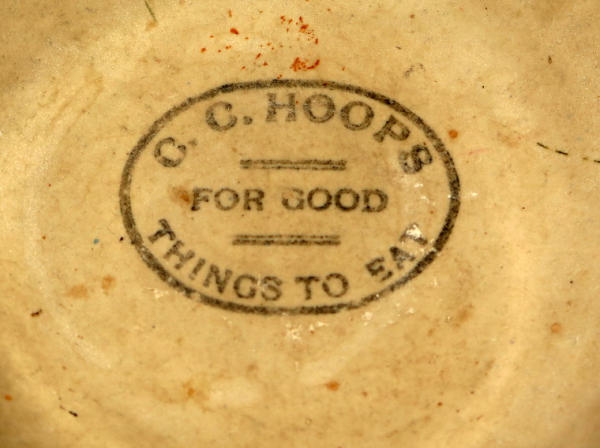 C. C. HOOPS
FOR GOOD
THINGS TO EAT